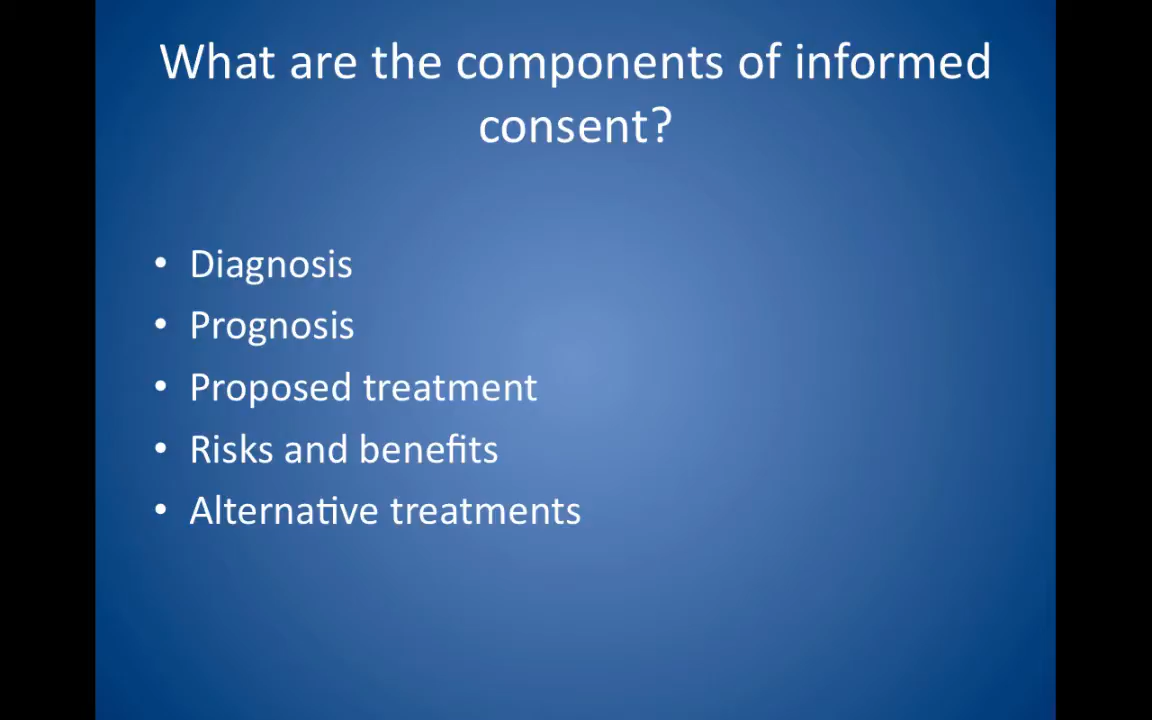 What are the components of informed
consent?
• Diagnosis
• Prognosis
• Proposed treatment
• Risks and benefits
• Alternative treatments